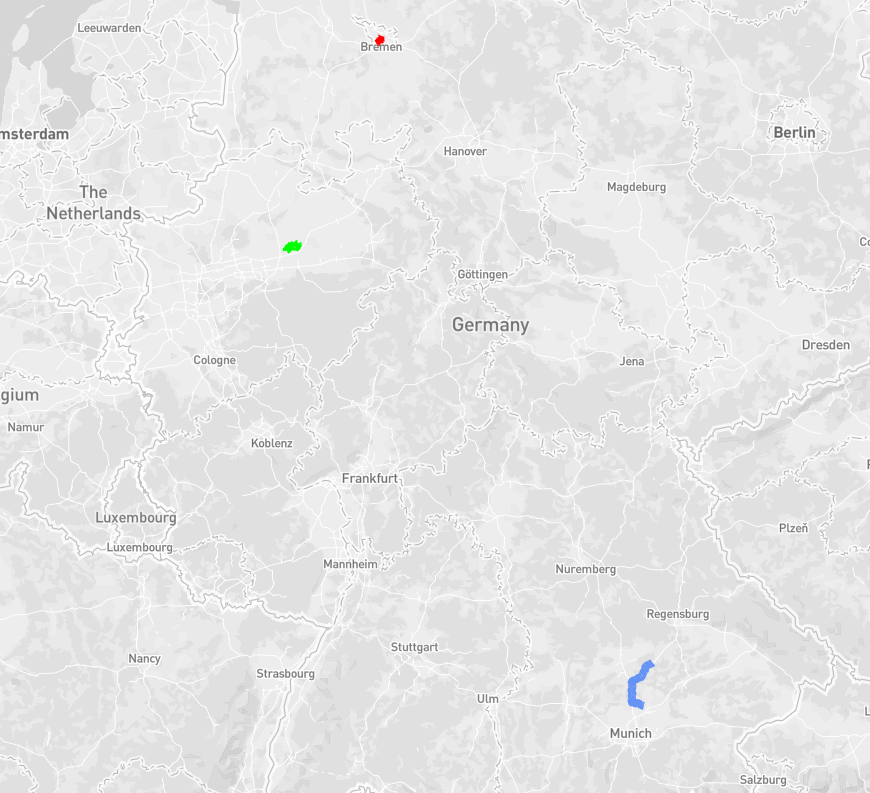 Leeuwarden
Bremen
msterdam
Berlin
Hanover
Magdeburg
The
Netherlands
Co
Göttingen
Germany
Dresden
Cologne
Jena
gium
Namur
Koblenz
Frankfurt
Luxembourg
Plzeň
Luxembourg
Mannheim
Nuremberg
Regensburg
Stuttgart
Nancy
Strasbourg
Ulm
L
Munich
Salzburg